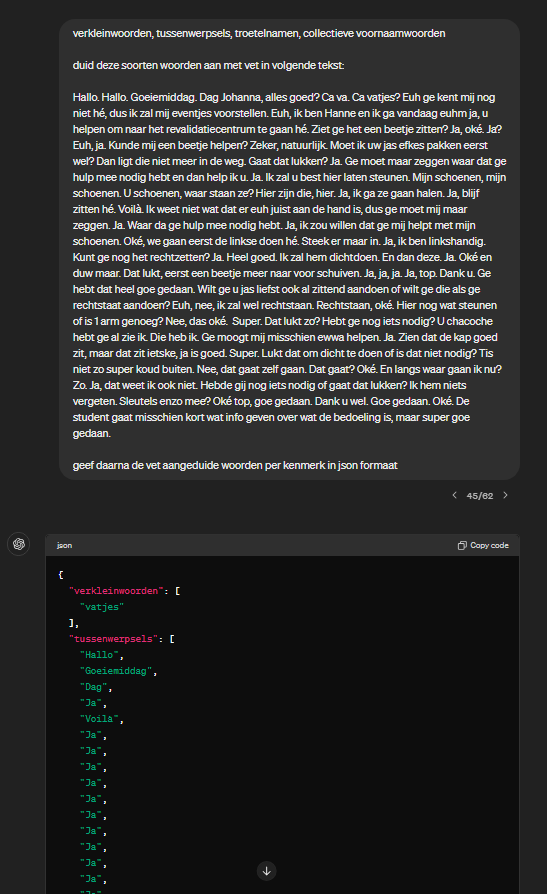 verkleinwoorden, tussenwerpsels, troetelnamen, collectieve voornaamwoorden
duid deze soorten woorden aan met vet in volgende tekst:
Hallo. Hallo. Goeiemiddag. Dag Johanna, alles goed? Ca va. Ca vatjes? Euh ge kent mij nog
niet hé, dus ik zal mij eventjes voorstellen. Euh, ik ben Hanne en ik ga vandaag euhm ja, u
helpen om naar het revalidatiecentrum te gaan hé. Ziet ge het een beetje zitten? Ja, oké. Ja?
Euh, ja. Kunde mij een beetje helpen? Zeker, natuurlijk. Moet ik uw jas efkes pakken eerst
wel? Dan ligt die niet meer in de weg. Gaat dat lukken? Ja. Ge moet maar zeggen waar dat ge
hulp mee nodig hebt en dan help ik u. Ja. Ik zal u best hier laten steunen. Mijn schoenen, mijn
schoenen. U schoenen, waar staan ze? Hier zijn die, hier. Ja, ik ga ze gaan halen. Ja, blijf
zitten hé. Voilà. Ik weet niet wat dat er euh juist aan de hand is, dus ge moet mij maar
zeggen. Ja. Waar da ge hulp mee nodig hebt. Ja, ik zou willen dat ge mij helpt met mijn
schoenen. Oké, we gaan eerst de linkse doen hé. Steek er maar in. Ja, ik ben linkshandig.
Kunt ge nog het rechtzetten? Ja. Heel goed. Ik zal hem dichtdoen. En dan deze. Ja. Oké en
duw maar. Dat lukt, eerst een beetje meer naar voor schuiven. Ja, ja, ja. Ja, top. Dank u. Ge
hebt dat heel goe gedaan. Wilt ge u jas liefst ook al zittend aandoen of wilt ge die als ge
rechtstaat aandoen? Euh, nee, ik zal wel rechtstaan. Rechtstaan, oké. Hier nog wat steunen
of is 1 arm genoeg? Nee, das oké.  Super. Dat lukt zo? Hebt ge nog iets nodig? U chacoche
hebt ge al zie ik. Die heb ik. Ge moogt mij misschien ewwa helpen. Ja. Zien dat de kap goed
zit, maar dat zit ietske, ja is goed. Super. Lukt dat om dicht te doen of is dat niet nodig? Tis
niet zo super koud buiten. Nee, dat gaat zelf gaan. Dat gaat? Oké. En langs waar gaan ik nu?
Zo. Ja, dat weet ik ook niet. Hebde gij nog iets nodig of gaat dat lukken? Ik hem niets
vergeten. Sleutels enzo mee? Oké top, goe gedaan. Dank u wel. Goe gedaan. Oké. De
student gaat misschien kort wat info geven over wat de bedoeling is, maar super goe
gedaan.
geef daarna de vet aangeduide woorden per kenmerk in json formaat
45/62
json Copy code
{
"verkleinwoorden": [
"vatjes"
],
"tussenwerpsels": [
"Hallo",
"Goeiemiddag",
"Dag",
"Ja",
"Voilà",
"Ja",
"Ja",
"Ja",
"Ja",
"Ja",
"Ja",
"Ja",
"Ja",
"Ja",
"Ja",